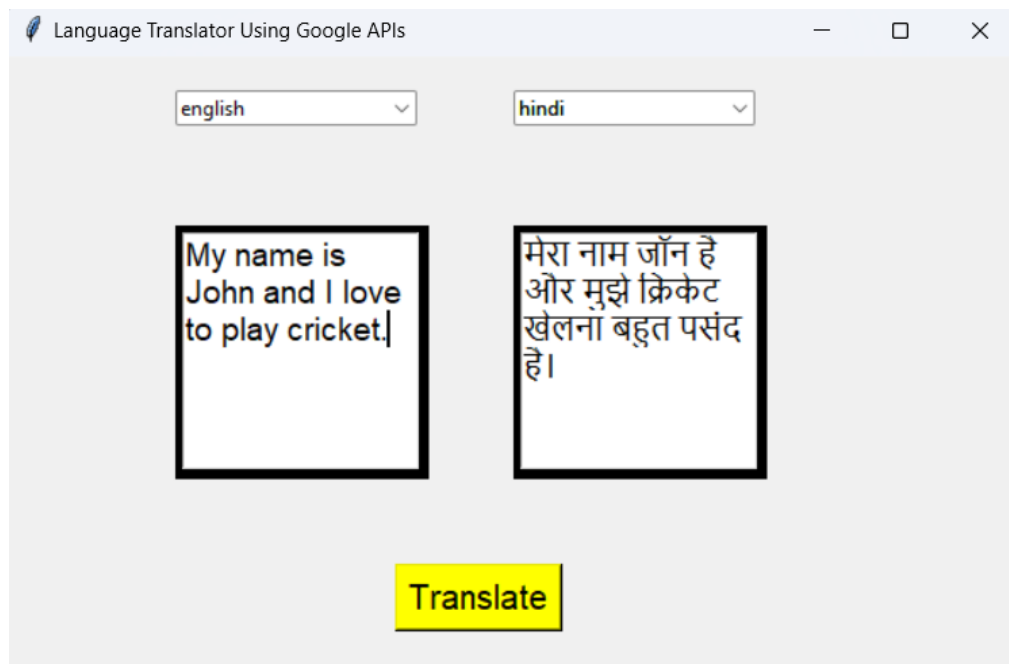 Language Translator Using Google APIs
english
hindi
My name is
John and I love
to play cricket.
मेरा नाम जॉन है
और मुझे क्रिकेट
खेलना बहुत पसंद
है।
Translate